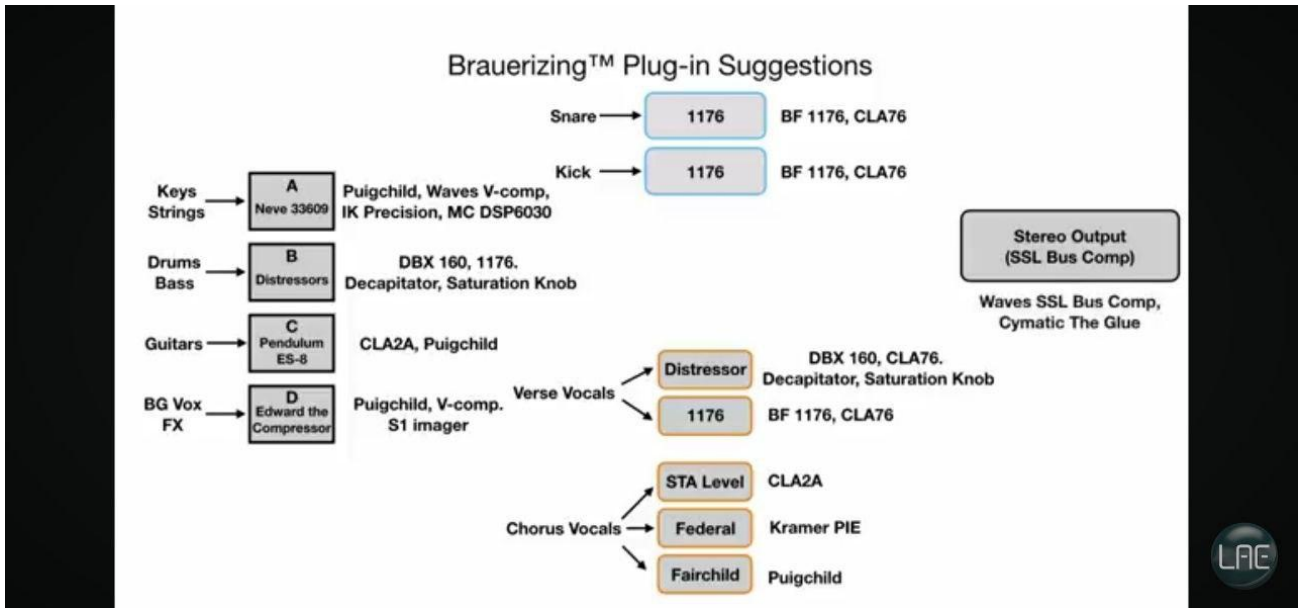 Brauerizing™ Plug-in Suggestions
Snare
1176
BF 1176, CLA76
Kick
1176
BF 1176, CLA76
Keys
Strings
A
Neve 33609
Puigchild, Waves V-comp,
IK Precision, MC DSP6030
Drums
Bass
B
Distressors
DBX 160, 1176.
Decapitator, Saturation Knob
Guitars
C
Pendulum
ES-8
CLA2A, Puigchild
BG Vox
FX
D
Edward the
Compressor
Puigchild, V-comp.
S1 imager
Stereo Output
(SSL Bus Comp)
Waves SSL Bus Comp,
Cymatic The Glue
Verse Vocals
Distressor
DBX 160, CLA76.
Decapitator, Saturation Knob
1176
BF 1176, CLA76
Chorus Vocals
STA Level
CLA2A
Federal
Kramer PIE
Fairchild
Puigchild
LAE